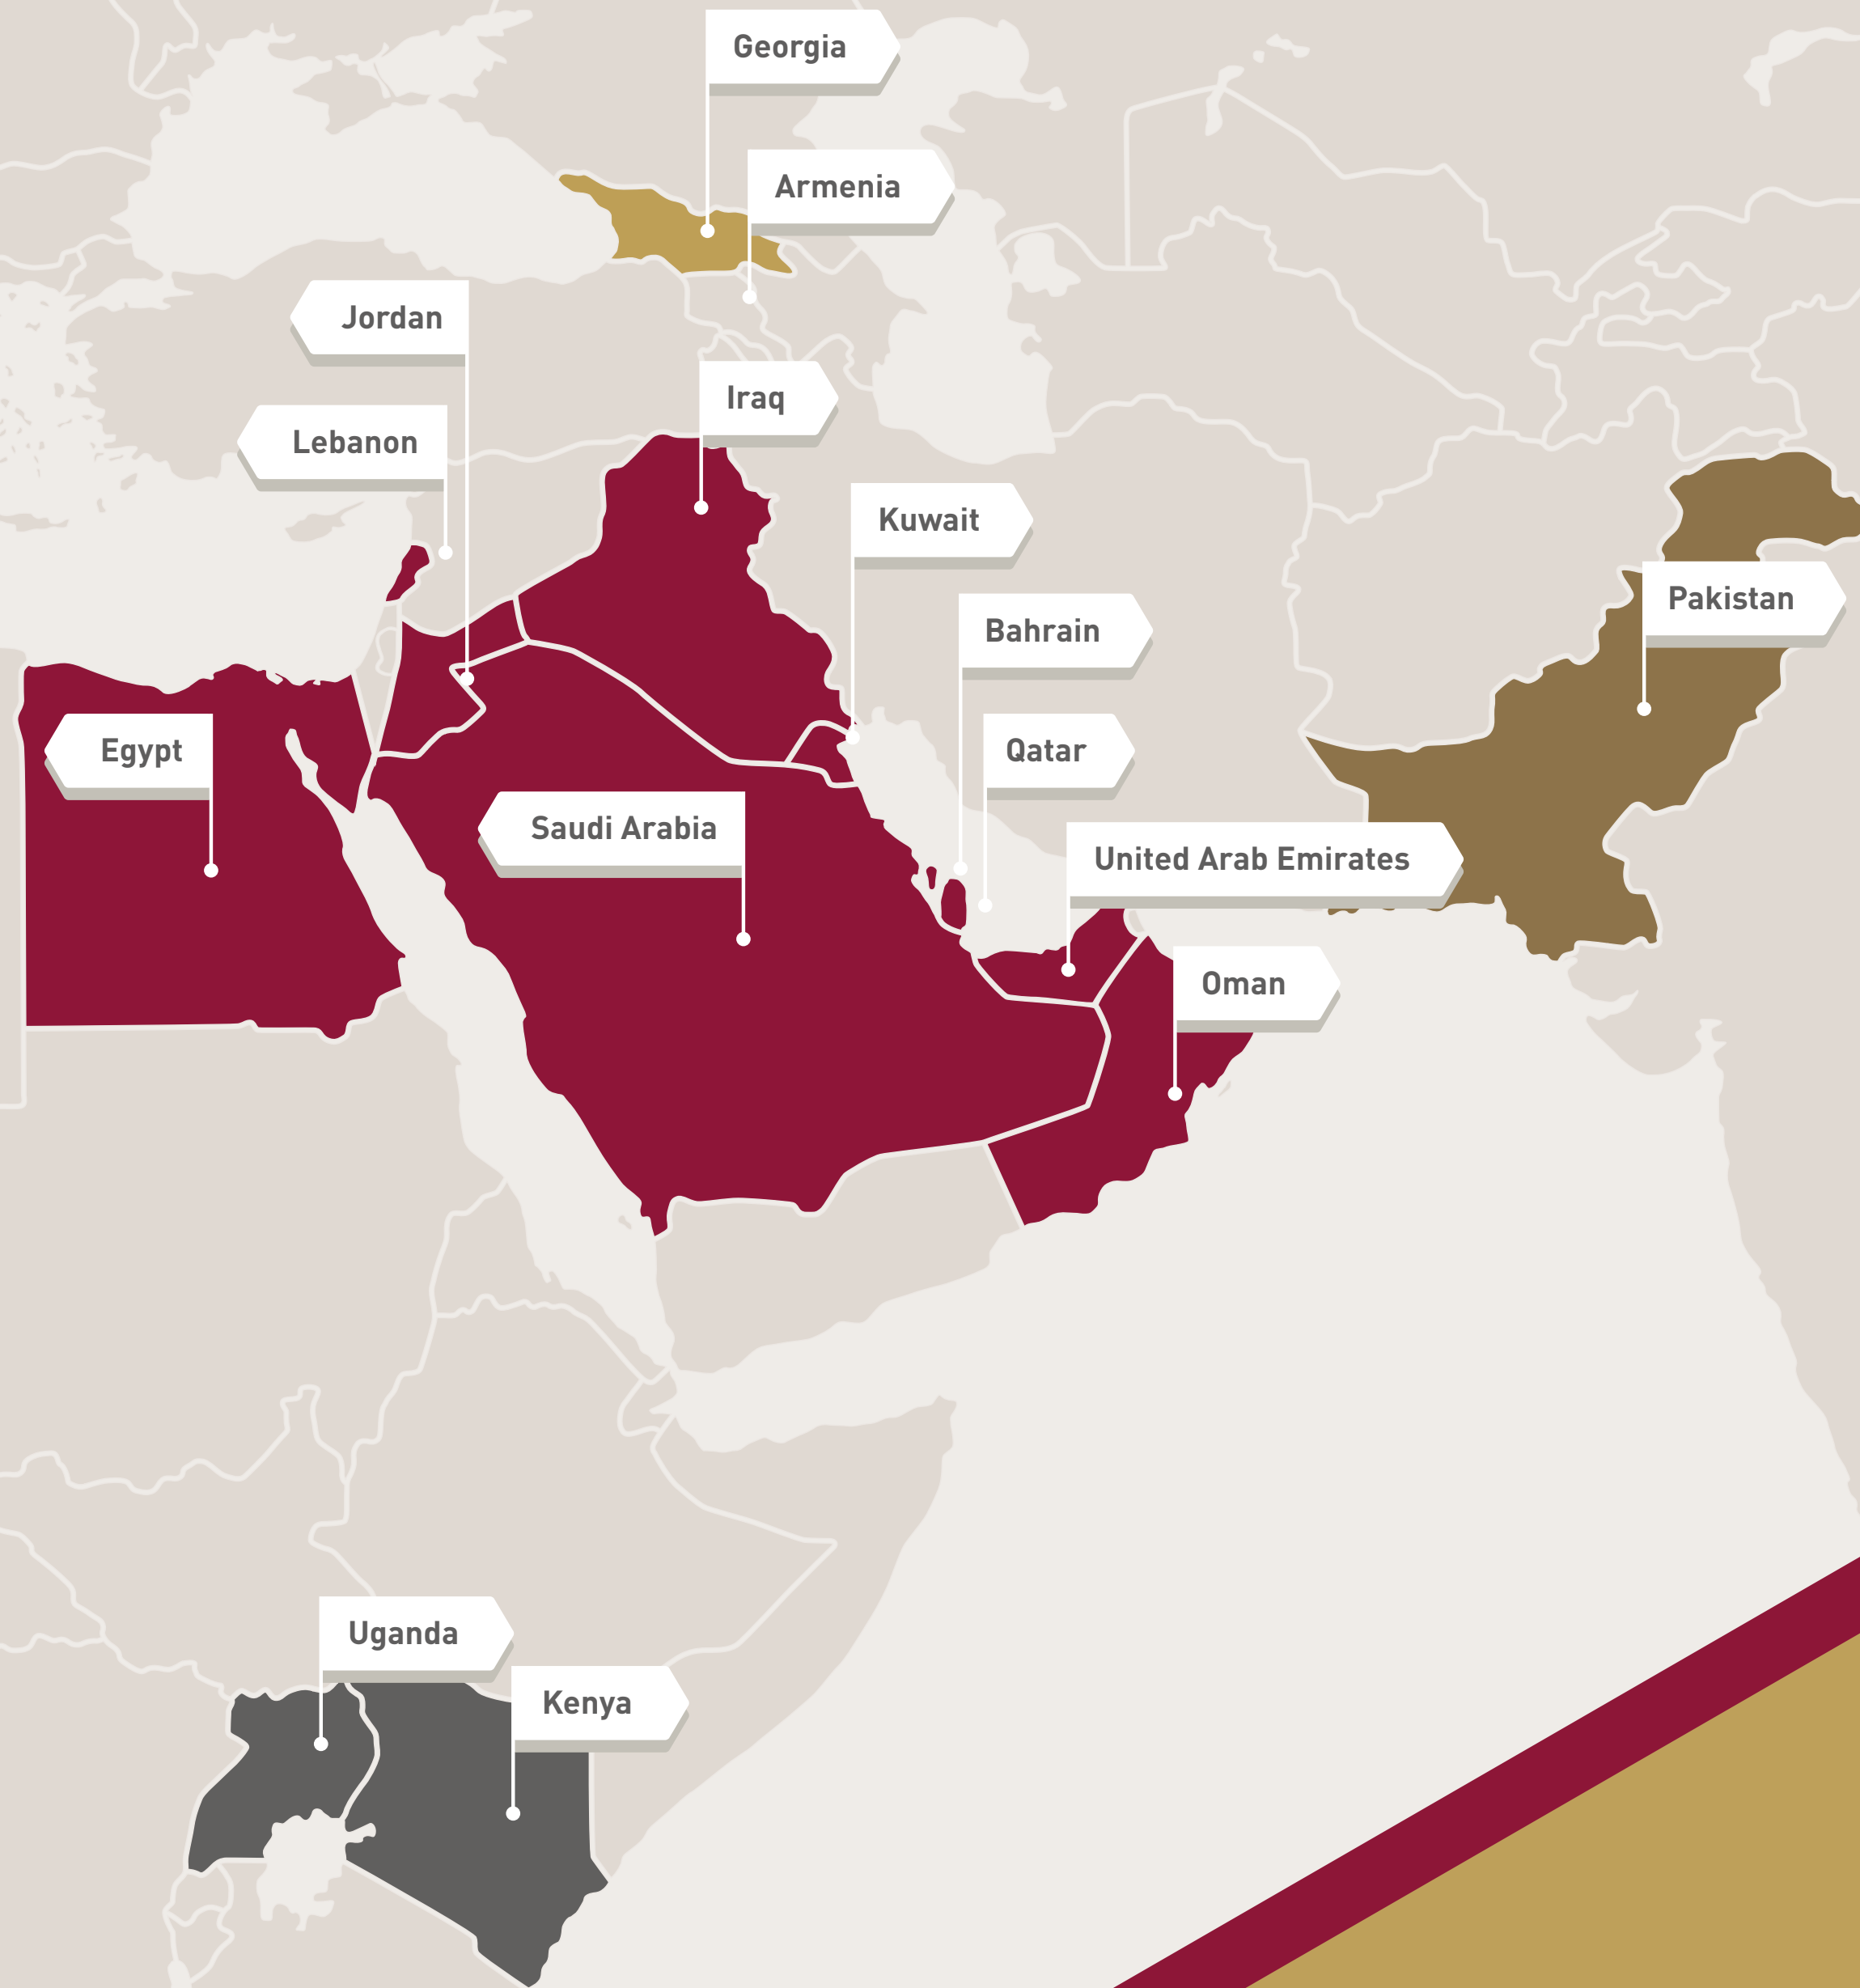 Georgia
Armenia
Jordan
Iraq
Lebanon
Kuwait
Pakistan
Bahrain
Egypt
Qatar
Saudi Arabia
United Arab Emirates
Oman
Uganda
Kenya